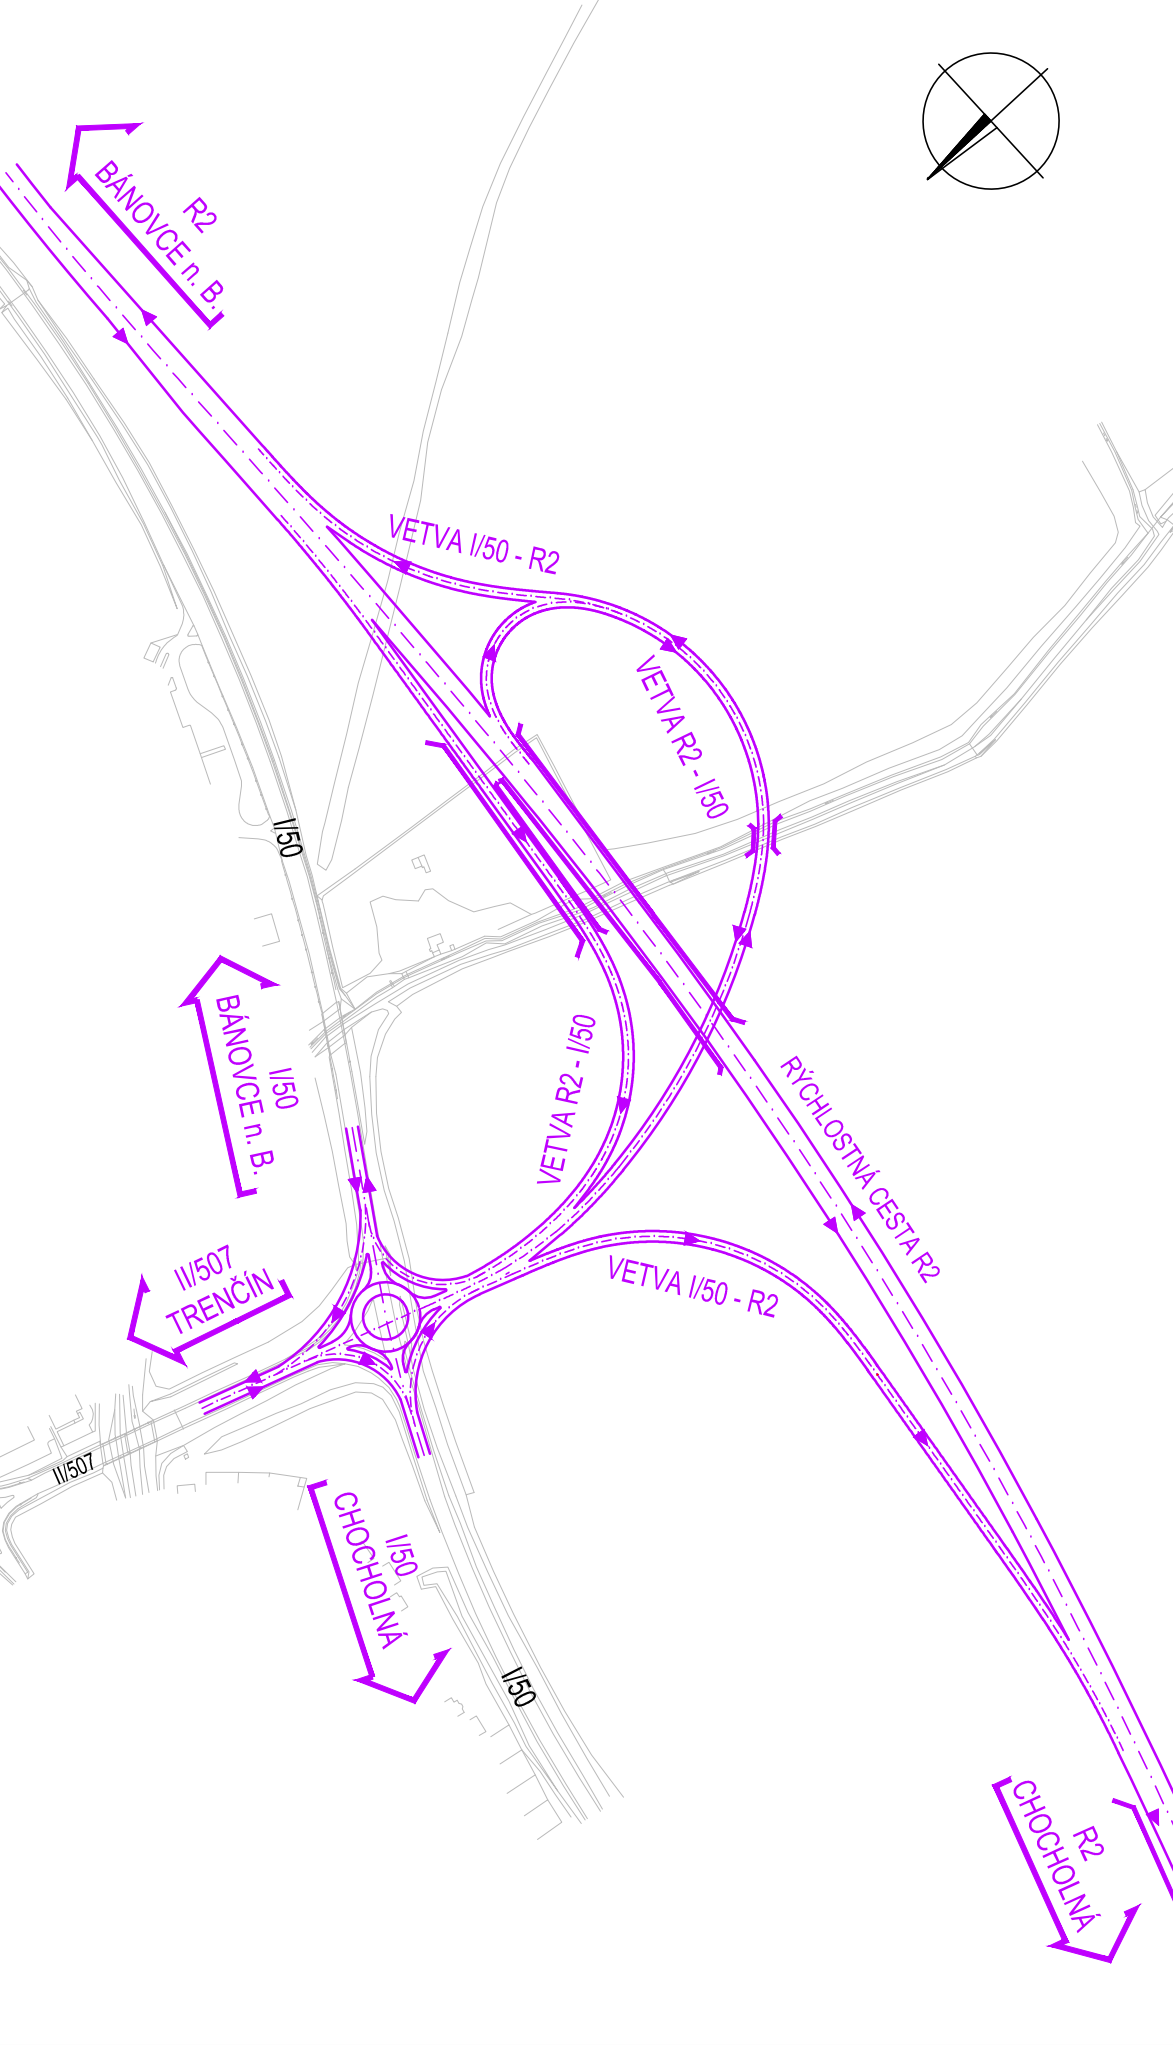 R2
BÁNOVCE n. B.
VETVA I/50 - R2
VETVA R2 - I/50
I/50
I/50
BÁNOVCE n. B.
VETVA R2 - I/50
RÝCHLOSTNÁ CESTA R2
II/507
TRENČÍN
VETVA I/50 - R2
II/507
I/50
CHOCHOLNÁ
I/50
R2
CHOCHOLNÁ